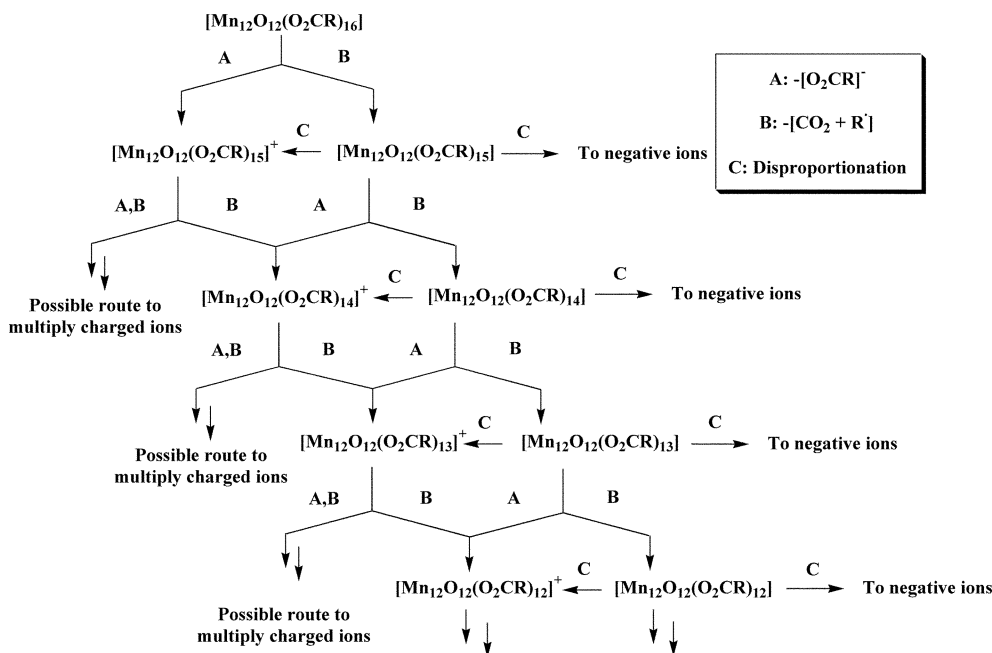 [Mn12O12(O2CR)16]
A B
A: -[O2CR]-
B: -[CO2 + R·]
C: Disproportionation
[Mn12O12(O2CR)15]+ C [Mn12O12(O2CR)15] C To negative ions
A,B B A B
Possible route to
multiply charged ions
[Mn12O12(O2CR)14]+ C [Mn12O12(O2CR)14] C To negative ions
A,B B A B
Possible route to
multiply charged ions
[Mn12O12(O2CR)13]+ C [Mn12O12(O2CR)13] C To negative ions
A,B B A B
Possible route to
multiply charged ions
[Mn12O12(O2CR)12]+ C [Mn12O12(O2CR)12] C To negative ions